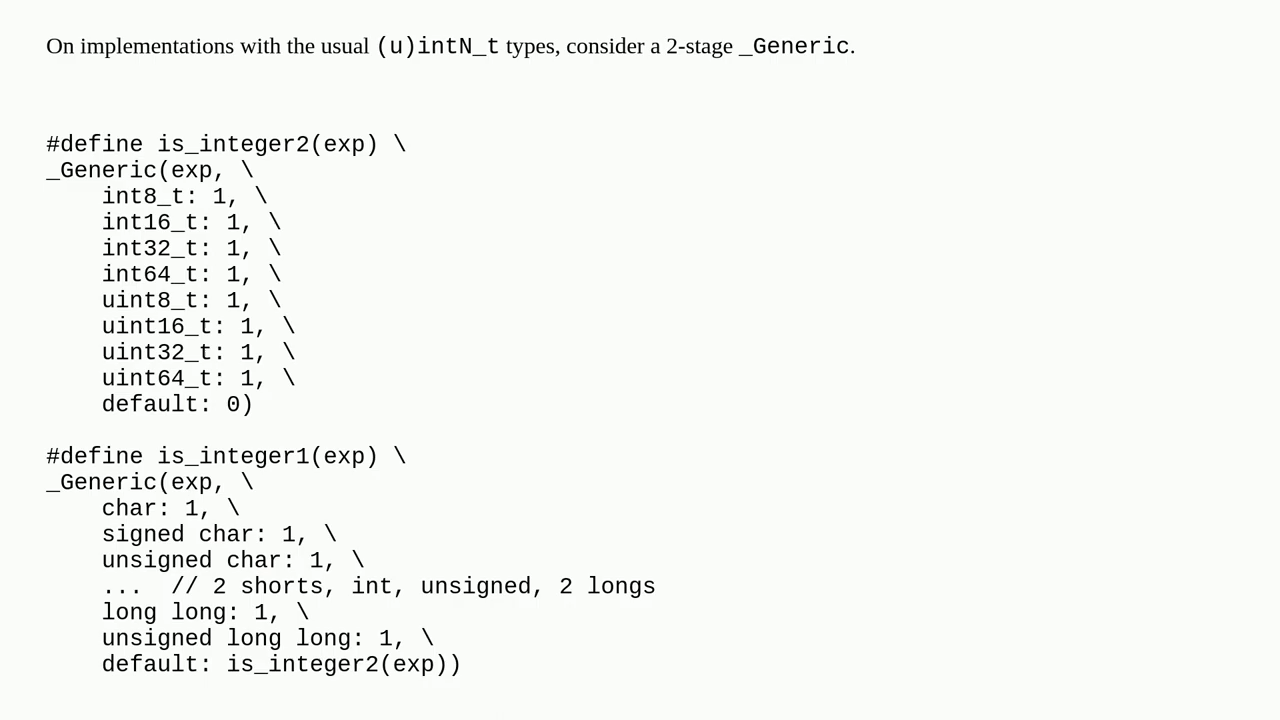 On implementations with the usual (u)intN_t types, consider a 2-stage _Generic.
#define is_integer2(exp) \
_Generic(exp, \
    int8_t: 1, \
    int16_t: 1, \
    int32_t: 1, \
    int64_t: 1, \
    uint8_t: 1, \
    uint16_t: 1, \
    uint32_t: 1, \
    uint64_t: 1, \
    default: 0)
#define is_integer1(exp) \
_Generic(exp, \
    char: 1, \
    signed char: 1, \
    unsigned char: 1, \
    ...  // 2 shorts, int, unsigned, 2 longs
    long long: 1, \
    unsigned long long: 1, \
    default: is_integer2(exp))